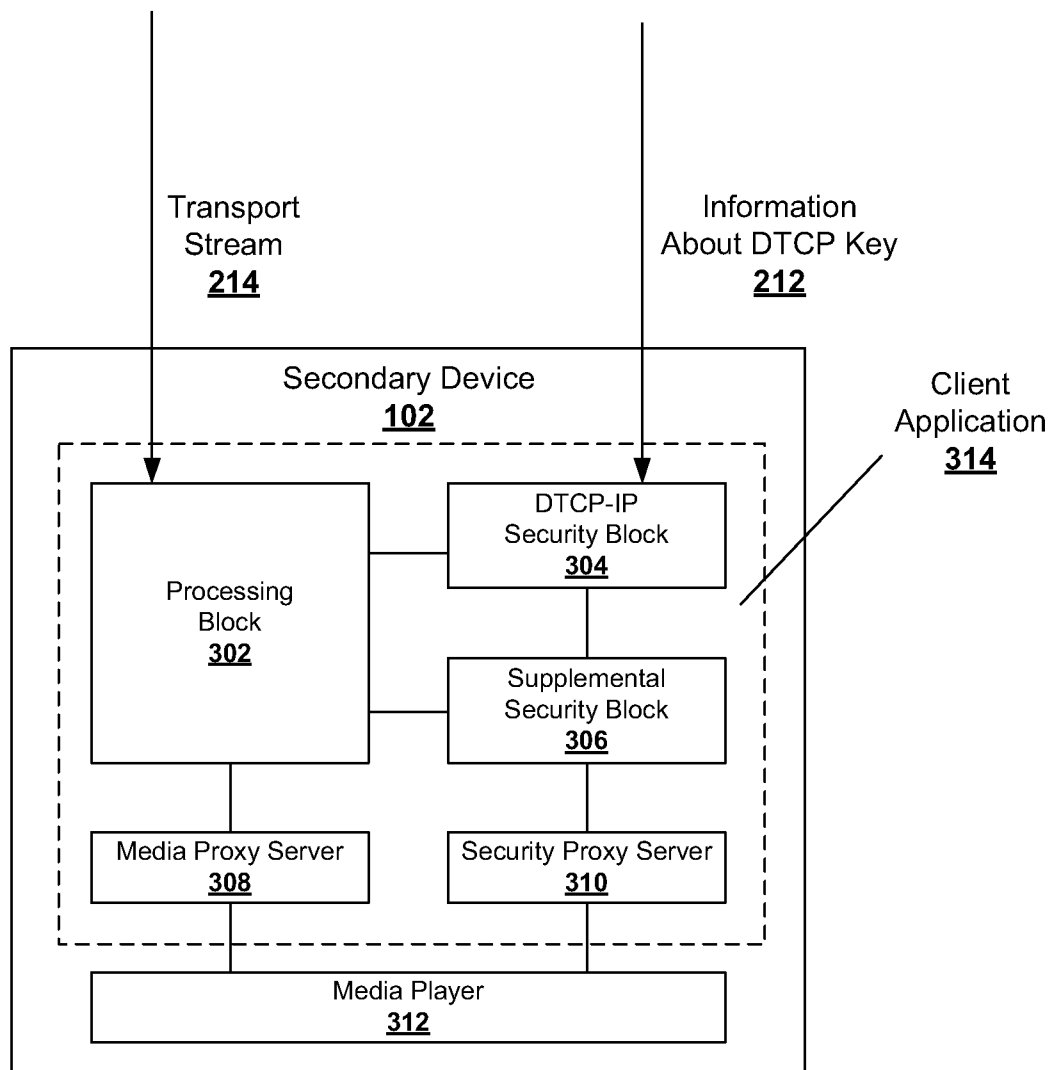 Transport
Stream
214
Information
About DTCP Key
212
Secondary Device
102
Client
Application
314
DTCP-IP
Security Block
304
Processing
Block
302
Supplemental
Security Block
306
Media Proxy Server
308
Security Proxy Server
310
Media Player
312